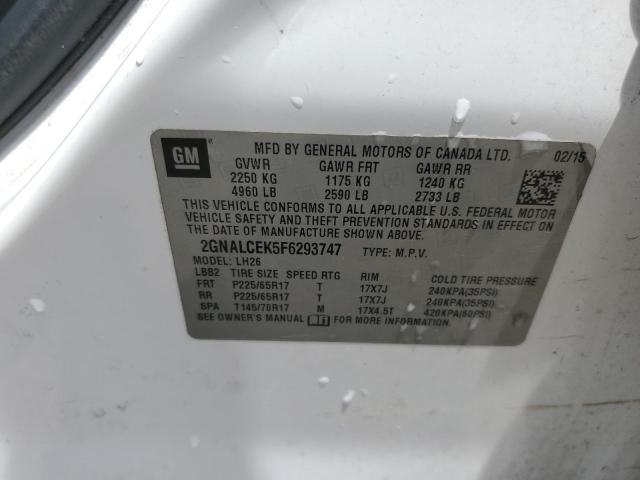 GM
MFD BY GENERAL MOTORS OF CANADA LTD. 02/15
GVWR GAWR FRT GAWR RR
2250 KG 1175 KG 1240 KG
4960 LB 2590 LB 2733 LB
THIS VEHICLE CONFORMS TO ALL APPLICABLE U.S. FEDERAL MOTOR
VEHICLE SAFETY AND THEFT PREVENTION STANDARDS IN EFFECT ON
THE DATE OF MANUFACTURE SHOWN ABOVE.
2GNALCEK5F6293747 TYPE: M.P.V.
MODEL: LH26
LBB2 TIRE SIZE SPEED RTG RIM COLD TIRE PRESSURE
FRT P225/65R17 T 17X7J 240KPA(35PSI)
RR P225/65R17 T 17X7J 240KPA(35PSI)
SPA T145/70R17 M 17X4.5T 420KPA(60PSI)
SEE OWNER'S MANUAL FOR MORE INFORMATION.